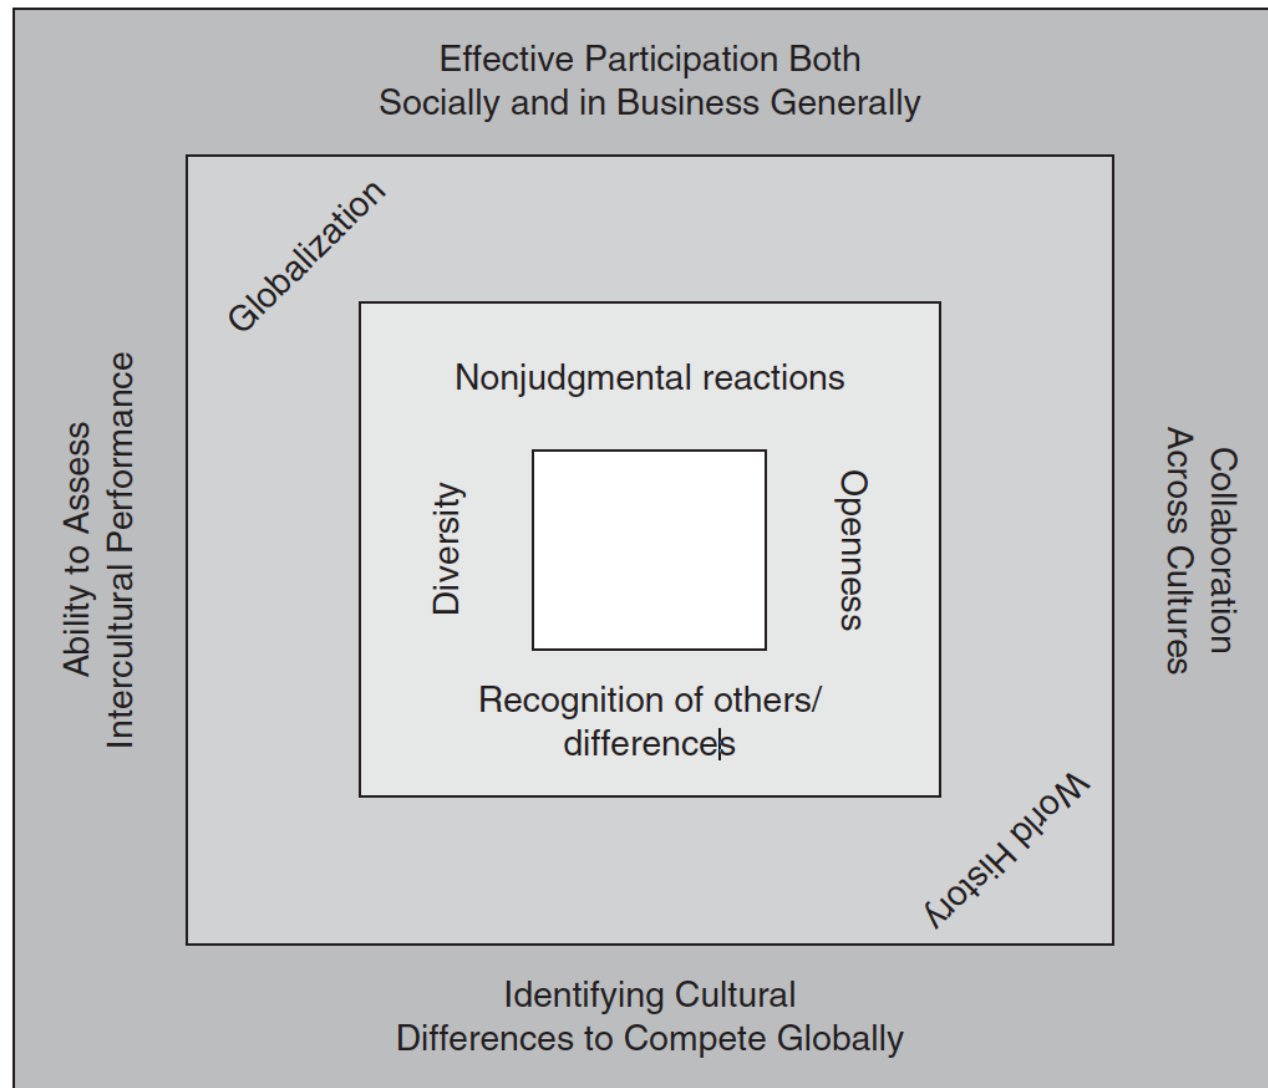 Effective Participation Both
Socially and in Business Generally
Globalization
Nonjudgmental reactions
Ability to Assess
Intercultural Performance
Diversity
Openness
Collaboration
Across Cultures
Recognition of others/
differences
World History
Identifying Cultural
Differences to Compete Globally